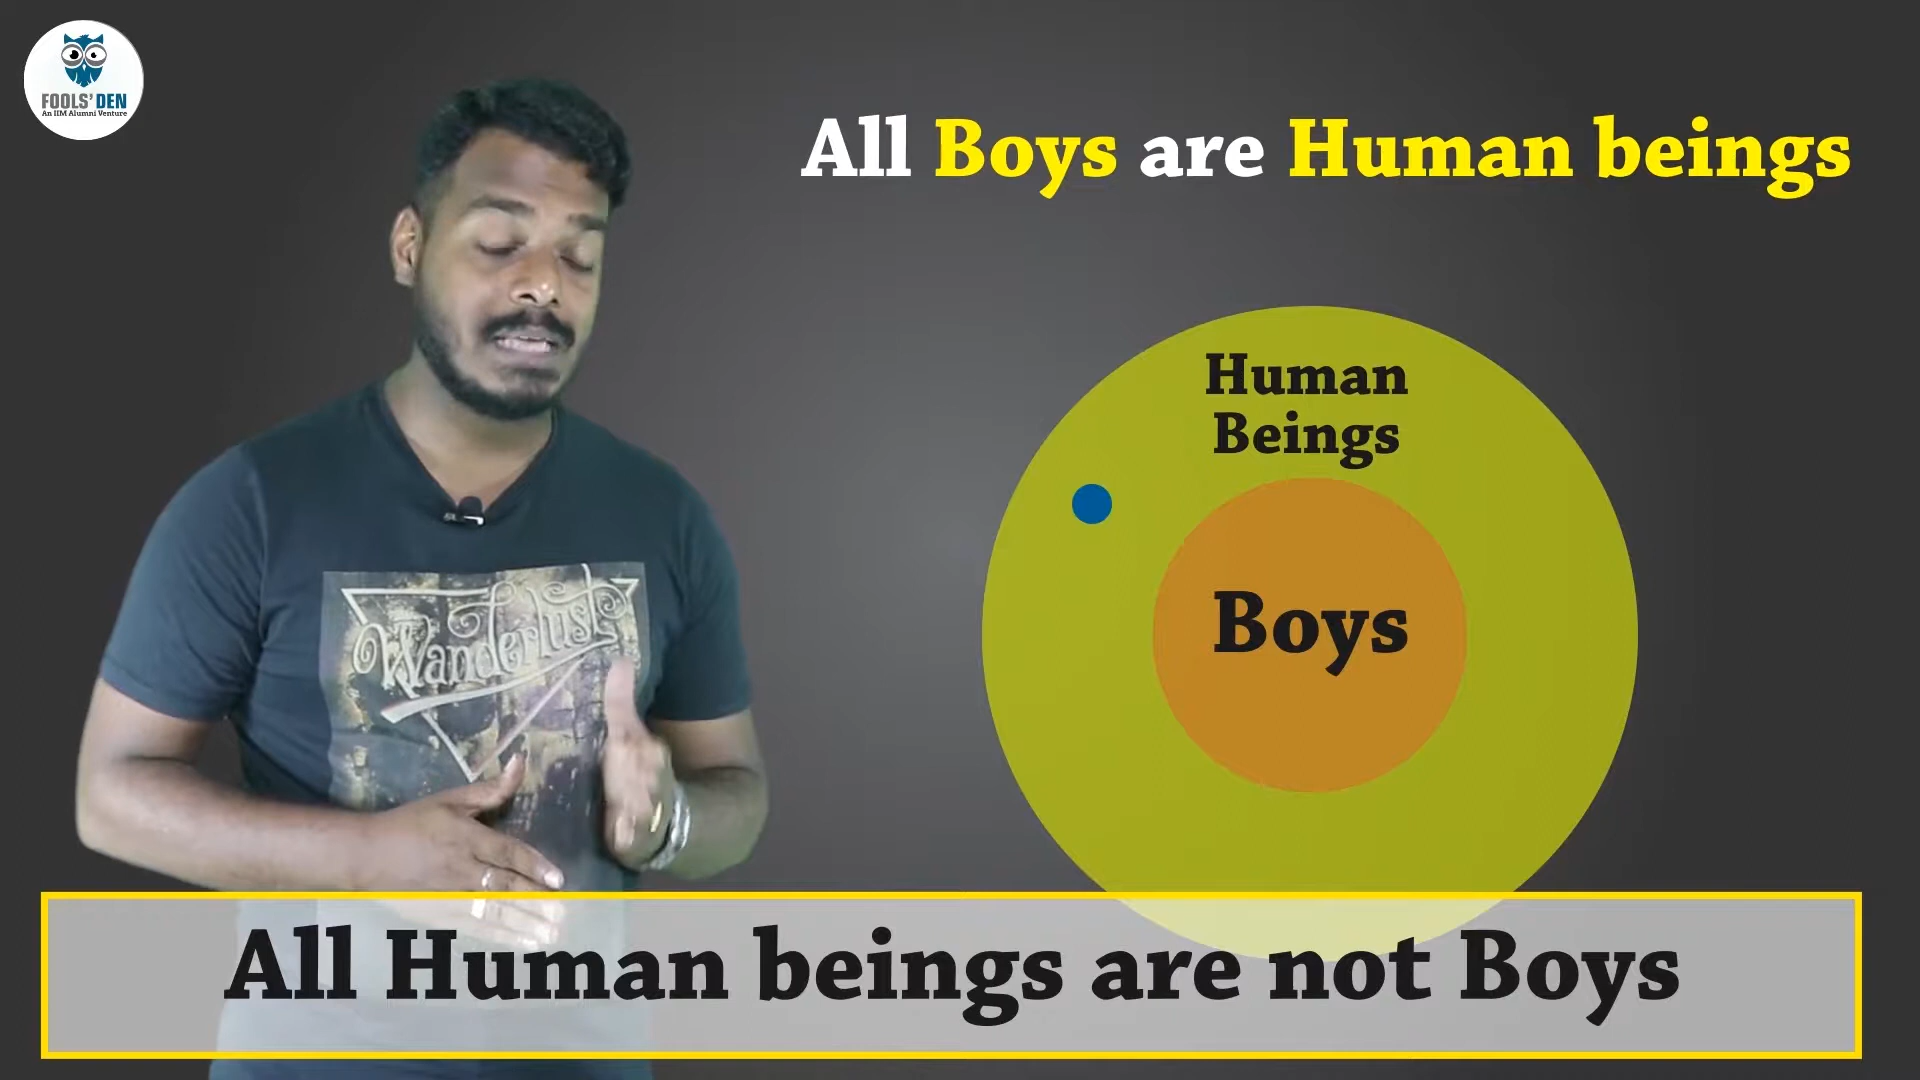 FOOLS' DEN
An IIM Alumni Venture
All Boys are Human beings
Human
Beings
Boys
Wanderlust
All Human beings are not Boys